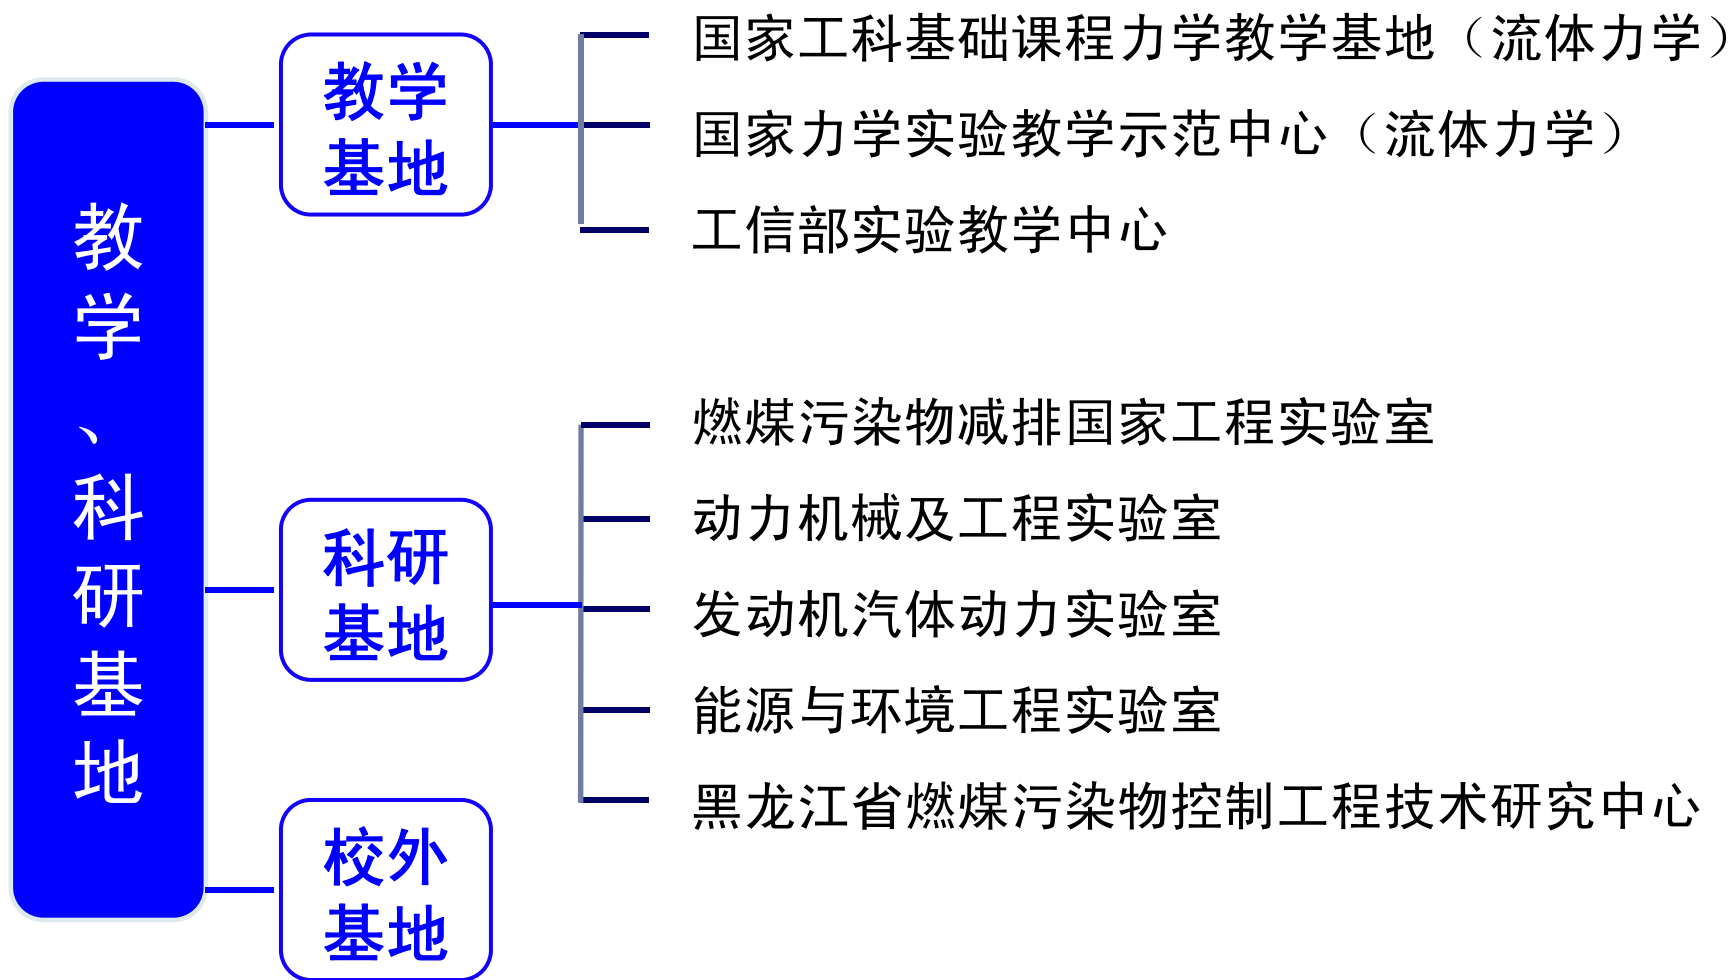 教学、科研基地
教学
基地
国家工科基础课程力学教学基地（流体力学）
国家力学实验教学示范中心（流体力学）
工信部实验教学中心
科研
基地
燃煤污染物减排国家工程实验室
动力机械及工程实验室
发动机汽体动力实验室
能源与环境工程实验室
黑龙江省燃煤污染物控制工程技术研究中心
校外
基地